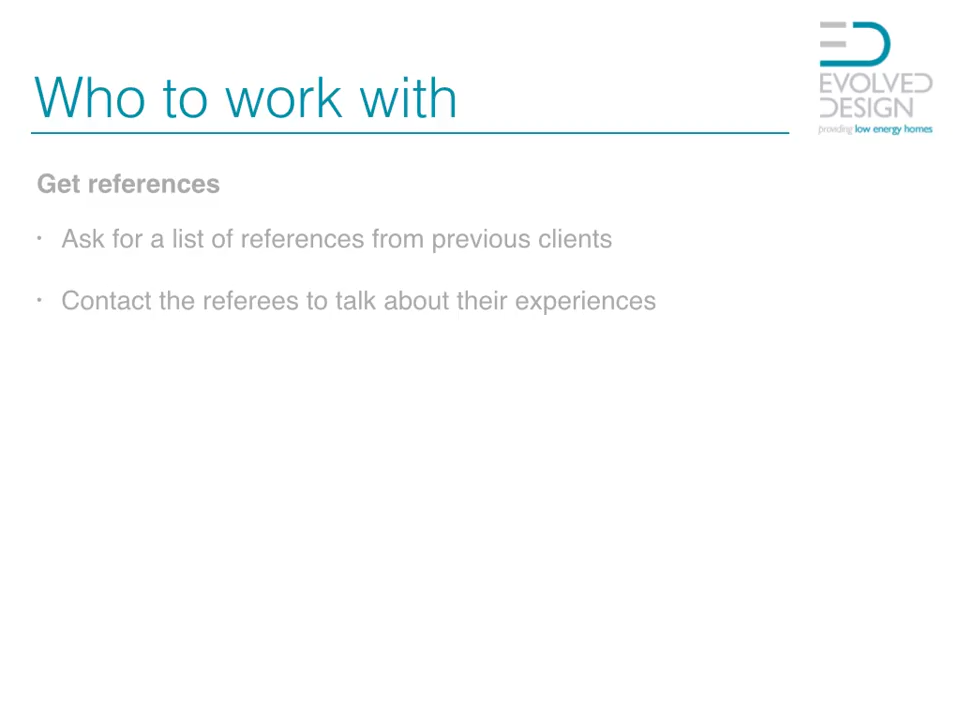 Who to work with
EVOLVED
DESIGN
providing low energy homes
Get references
· Ask for a list of references from previous clients
· Contact the referees to talk about their experiences